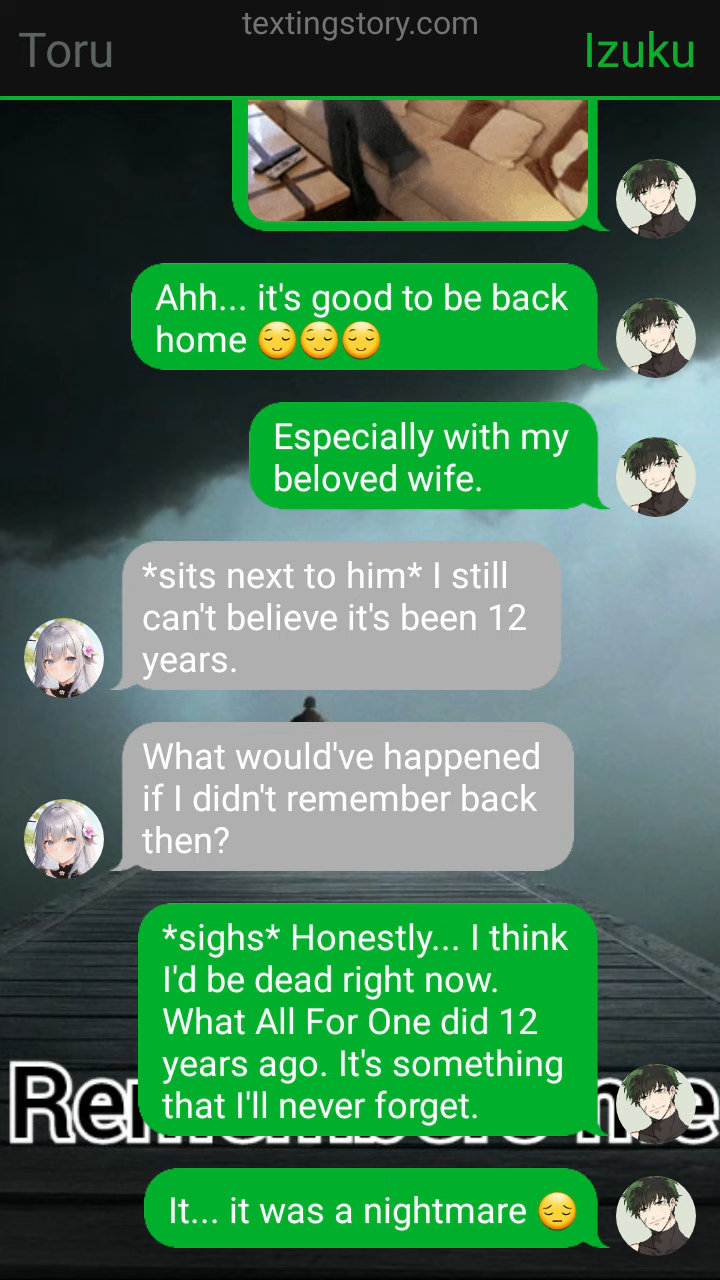 textingstory.com
Toru
Izuku
Ahh... it's good to be back
home 😌😌😌
Especially with my
beloved wife.
*sits next to him* I still
can't believe it's been 12
years.
What would've happened
if I didn't remember back
then?
*sighs* Honestly... I think
I'd be dead right now.
What All For One did 12
years ago. It's something
that I'll never forget.
It... it was a nightmare 😔